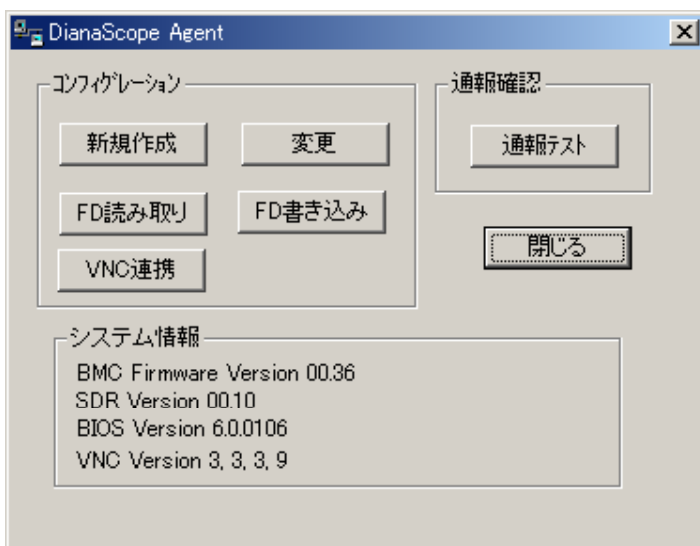 DianaScope Agent
コンフィグレーション
通報確認
新規作成
変更
通報テスト
FD読み取り
FD書き込み
閉じる
VNC連携
システム情報
BMC Firmware Version 00.36
SDR Version 00.10
BIOS Version 6.0.0106
VNC Version 3, 3, 3, 9